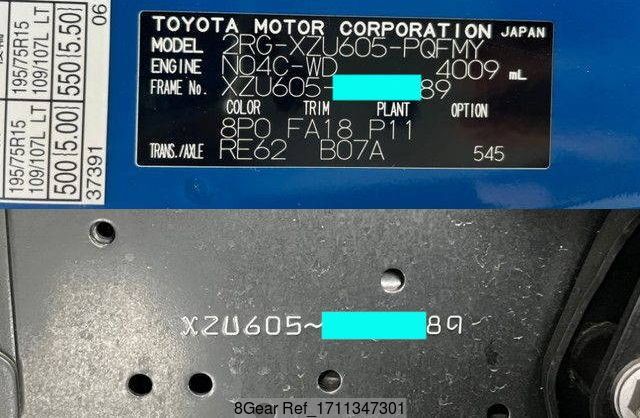 TOYOTA MOTOR CORPORATION JAPAN
MODEL 2RG-XZU605-PQFMY
ENGINE N04C-WD 4009 mL
FRAME No. XZU605- 89
COLOR TRIM PLANT OPTION
8P0 FA18 P11
TRANS./AXLE RE62 B07A 545
195/75R15
109/107L LT
500 [5.00]
195/75R15
109/107L LT
550 [5.50]
37391
06
XZU605~ 89
8Gear Ref_1711347301